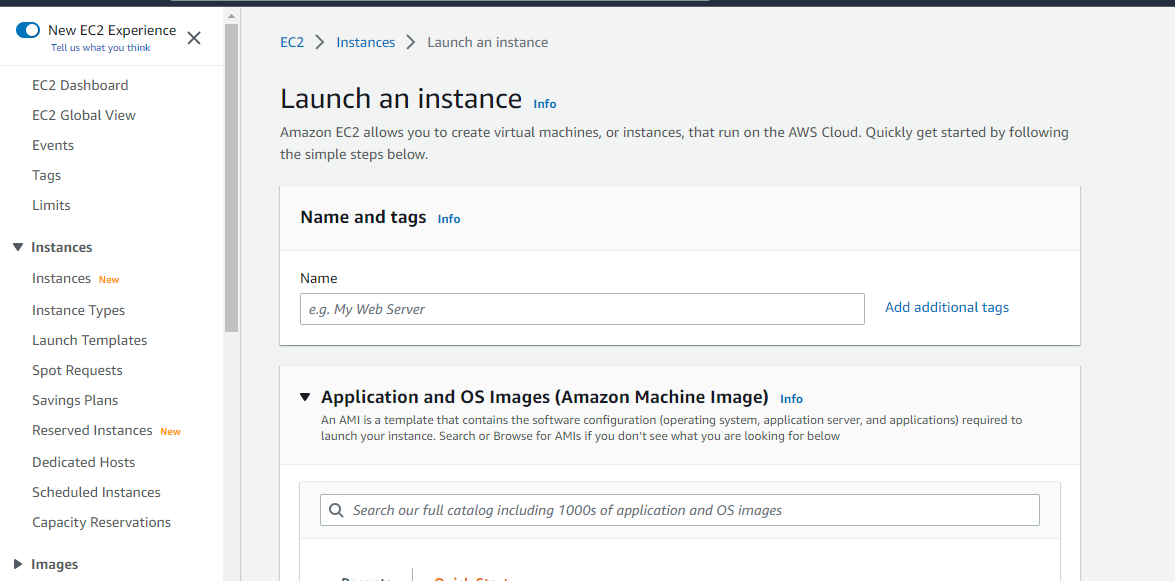 New EC2 Experience
Tell us what you think
EC2 Dashboard
EC2 Global View
Events
Tags
Limits
Instances
Instances New
Instance Types
Launch Templates
Spot Requests
Savings Plans
Reserved Instances New
Dedicated Hosts
Scheduled Instances
Capacity Reservations
Images
EC2 > Instances > Launch an instance
Launch an instance Info
Amazon EC2 allows you to create virtual machines, or instances, that run on the AWS Cloud. Quickly get started by following
the simple steps below.
Name and tags Info
Name
e.g. My Web Server
Add additional tags
Application and OS Images (Amazon Machine Image) Info
An AMI is a template that contains the software configuration (operating system, application server, and applications) required to
launch your instance. Search or Browse for AMIs if you don't see what you are looking for below
Search our full catalog including 1000s of application and OS images
Recents
Quick Start